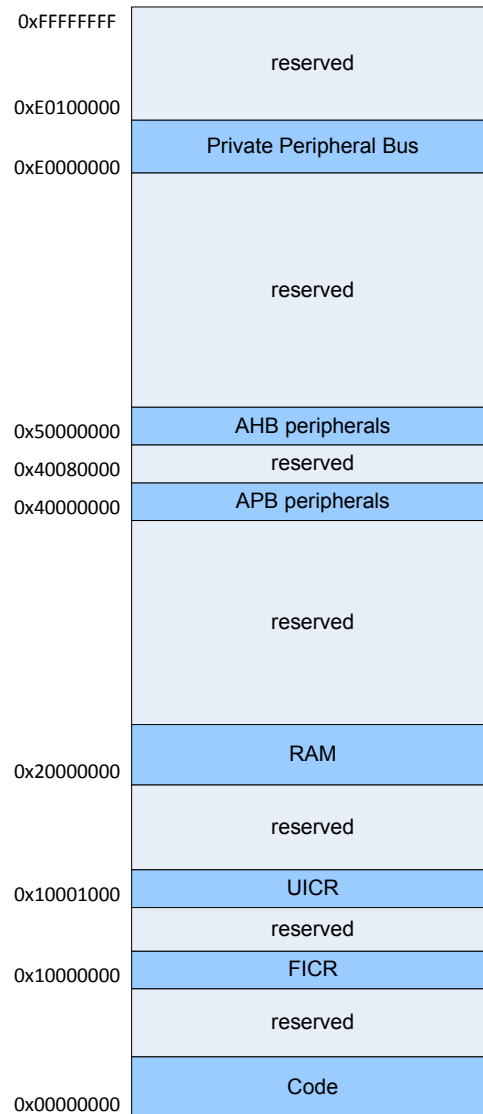 0xFFFFFFFF
reserved
0xE0100000
Private Peripheral Bus
0xE0000000
reserved
AHB peripherals
0x50000000
reserved
0x40080000
APB peripherals
0x40000000
reserved
RAM
0x20000000
reserved
UICR
0x10001000
reserved
FICR
0x10000000
reserved
Code
0x00000000